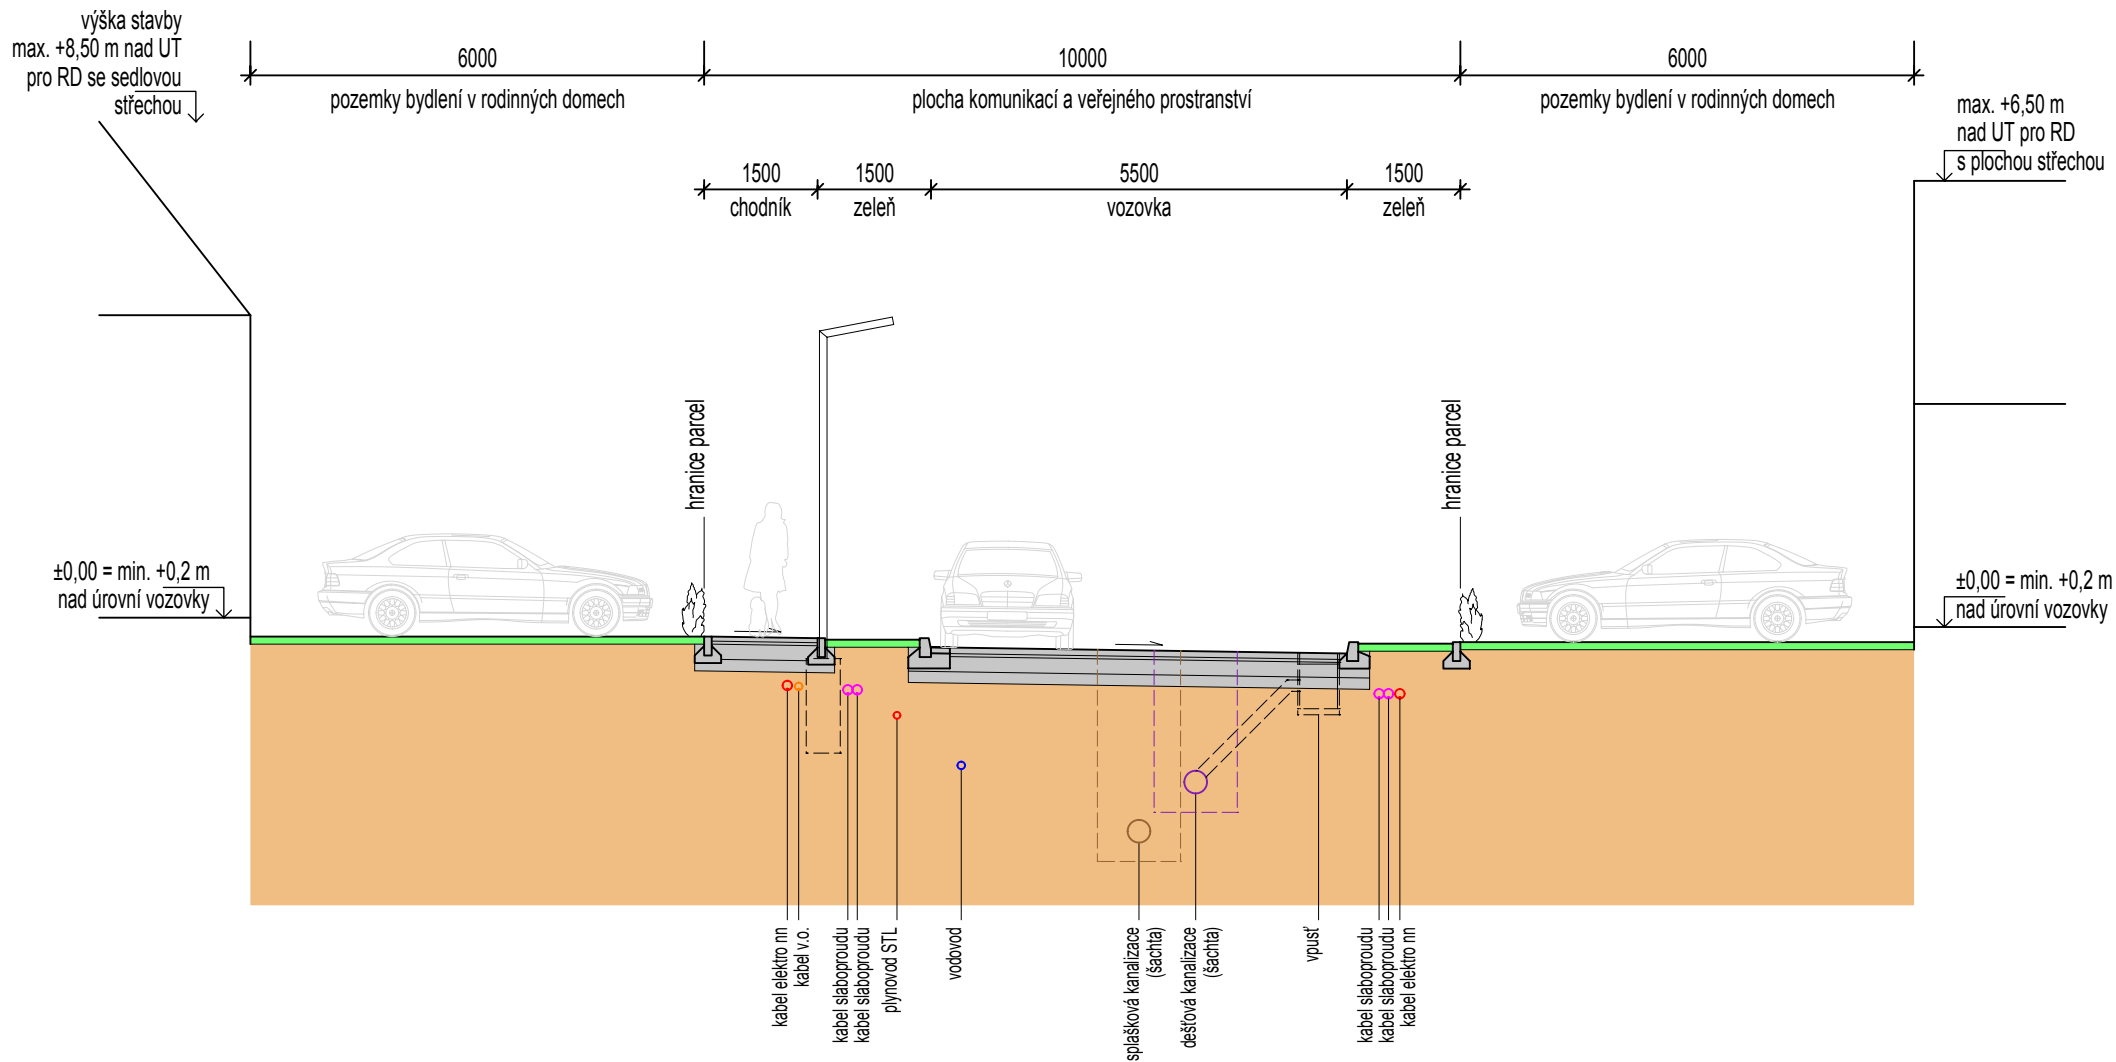 výška stavby
max. +8,50 m nad UT
pro RD se sedlovou
střechou
6000
10000
6000
pozemky bydlení v rodinných domech
plocha komunikací a veřejného prostranství
pozemky bydlení v rodinných domech
max. +6,50 m
nad UT pro RD
s plochou střechou
1500
1500
5500
1500
chodník
zeleň
vozovka
zeleň
hranice parcel
hranice parcel
±0,00 = min. +0,2 m
nad úrovní vozovky
±0,00 = min. +0,2 m
nad úrovní vozovky
kabel elektro nn
kabel v.o.
kabel slaboproudu
kabel slaboproudu
plynovod STL
vodovod
splašková kanalizace
(šachta)
dešťová kanalizace
(šachta)
vpusť
kabel slaboproudu
kabel slaboproudu
kabel elektro nn